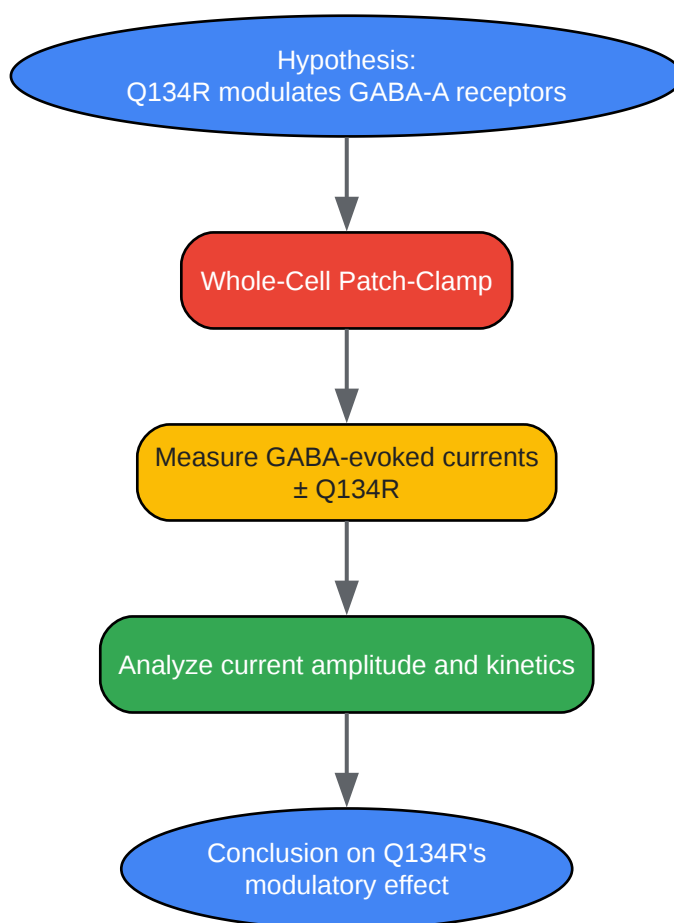 Hypothesis:
Q134R modulates GABA-A receptors
Whole-Cell Patch-Clamp
Measure GABA-evoked currents
± Q134R
Analyze current amplitude and kinetics
Conclusion on Q134R's
modulatory effect